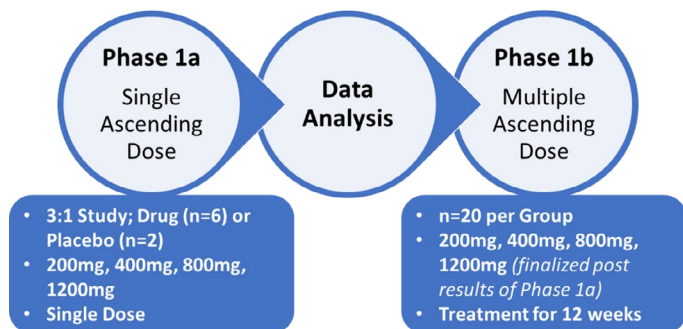 Phase 1a
Single
Ascending
Dose
Data
Analysis
Phase 1b
Multiple
Ascending
Dose
• 3:1 Study; Drug (n=6) or
Placebo (n=2)
• 200mg, 400mg, 800mg,
1200mg
• Single Dose
• n=20 per Group
• 200mg, 400mg, 800mg,
1200mg (finalized post
results of Phase 1a)
• Treatment for 12 weeks